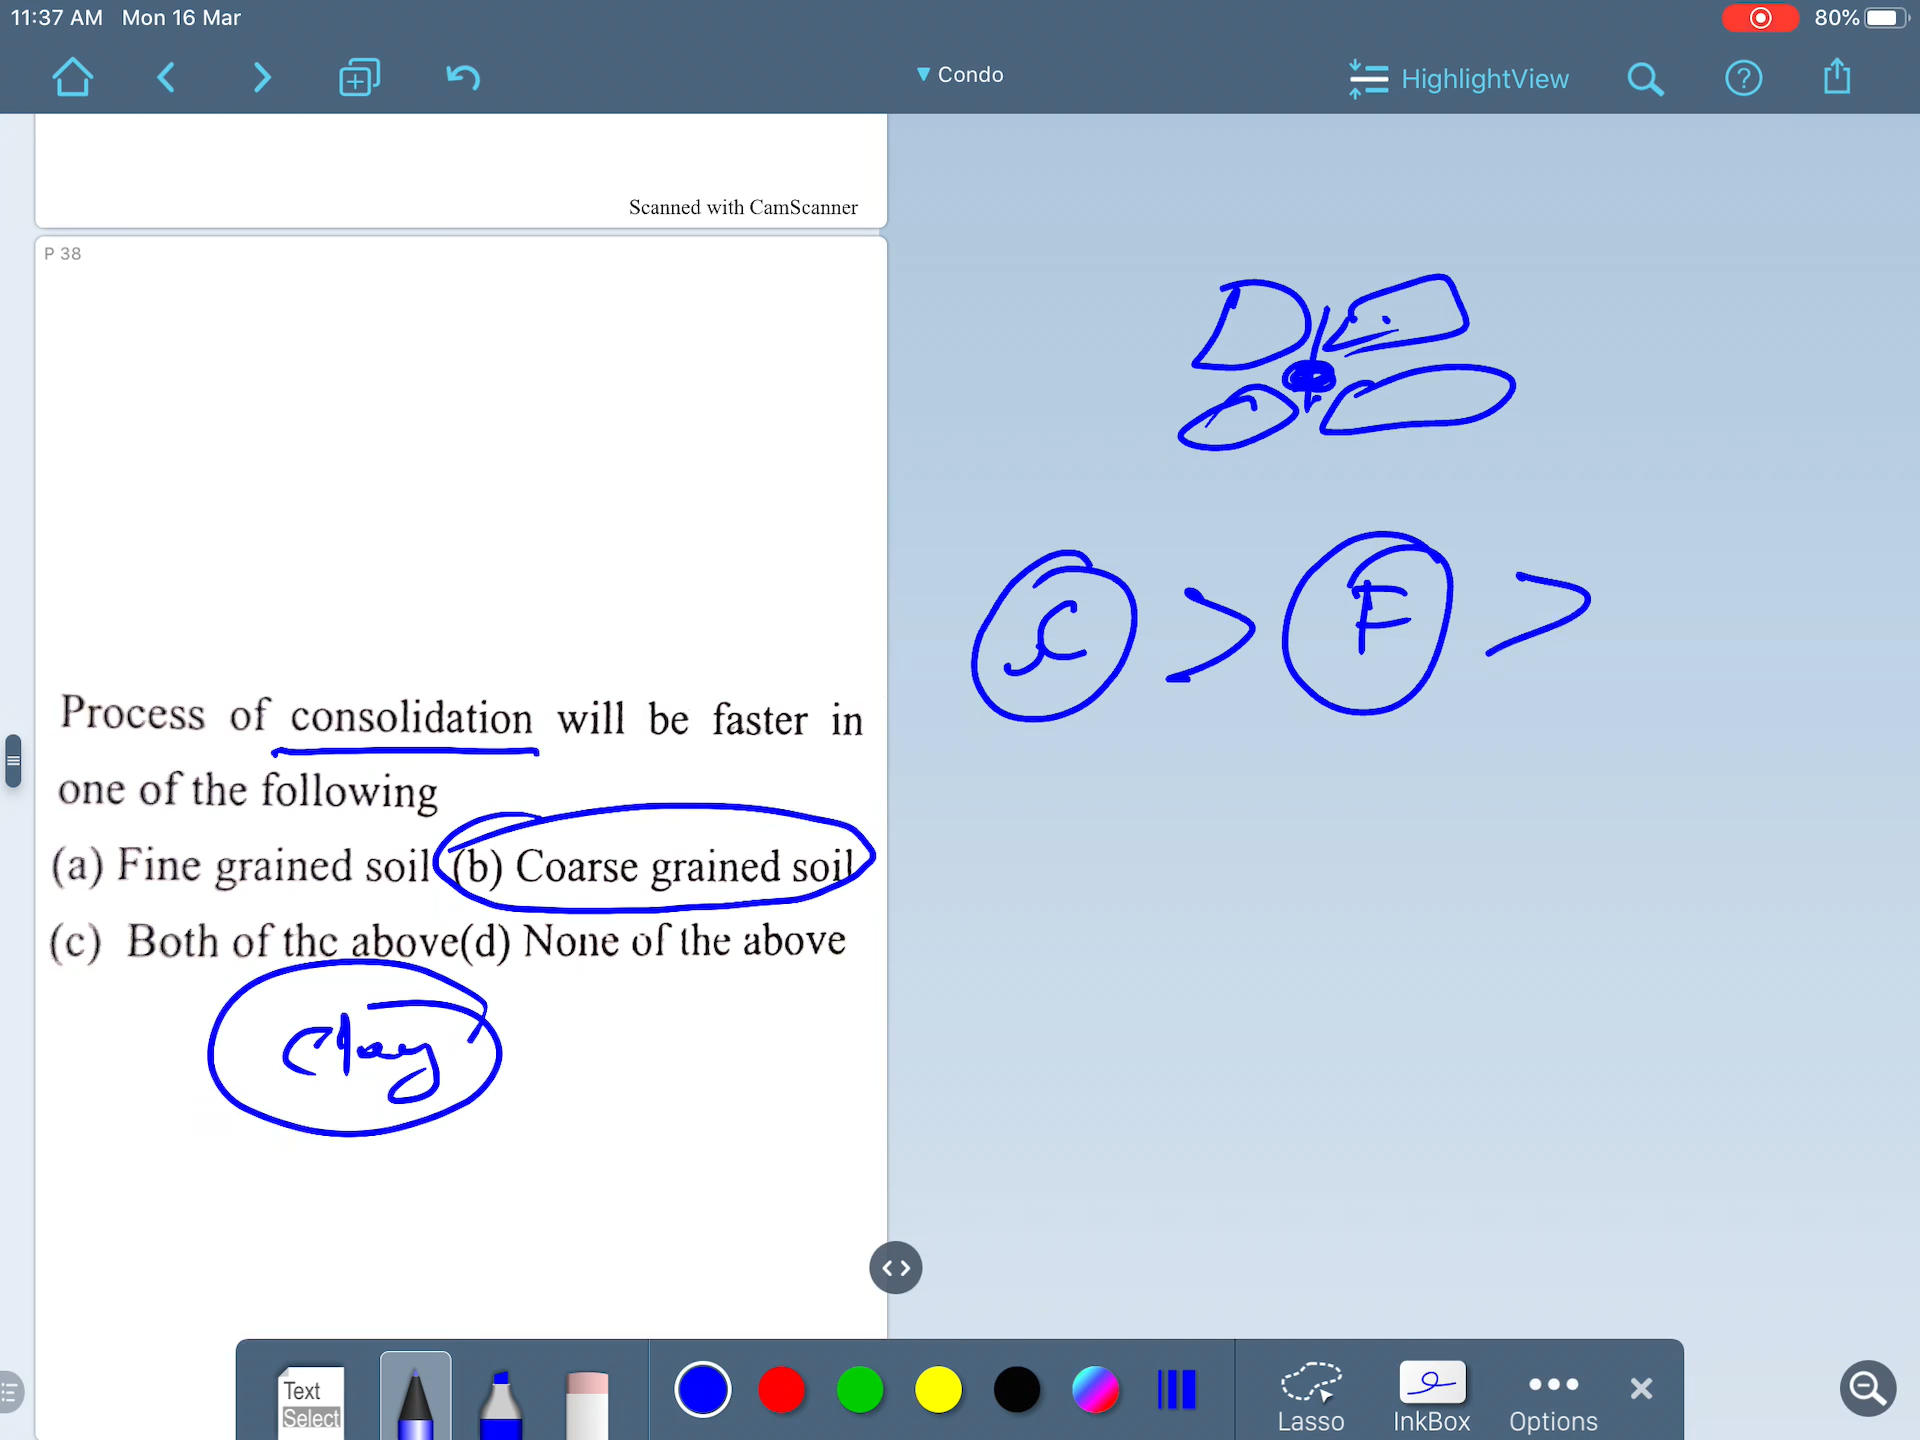 11:37 AM Mon 16 Mar
80%
▼ Condo
HighlightView
Scanned with CamScanner
P 38
D
C > F >
Process of consolidation will be faster in
one of the following
(a) Fine grained soil (b) Coarse grained soil
(c) Both of the above(d) None of the above
Clay
Text
Select
Lasso
InkBox
Options